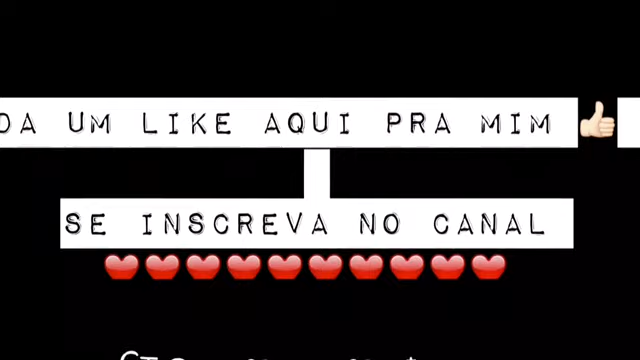 DA UM LIKE AQUI PRA MIM 👍🏻
SE INSCREVA NO CANAL
❤️❤️❤️❤️❤️❤️❤️❤️❤️❤️